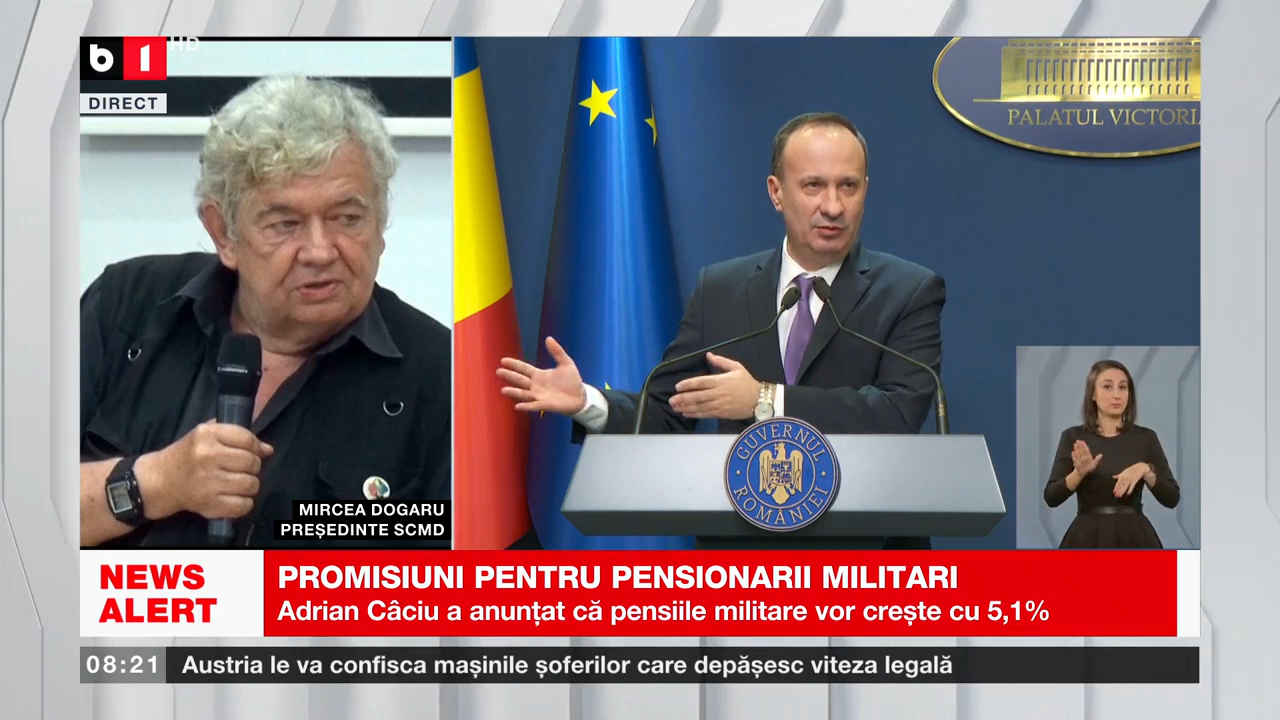 b1 HD
DIRECT
PALATUL VICTORIA
GUVERNUL
ROMÂNIEI
MIRCEA DOGARU
PREȘEDINTE SCMD
NEWS
ALERT
PROMISIUNI PENTRU PENSIONARII MILITARI
Adrian Câciu a anunțat că pensiile militare vor crește cu 5,1%
08:21
Austria le va confisca mașinile șoferilor care depășesc viteza legală